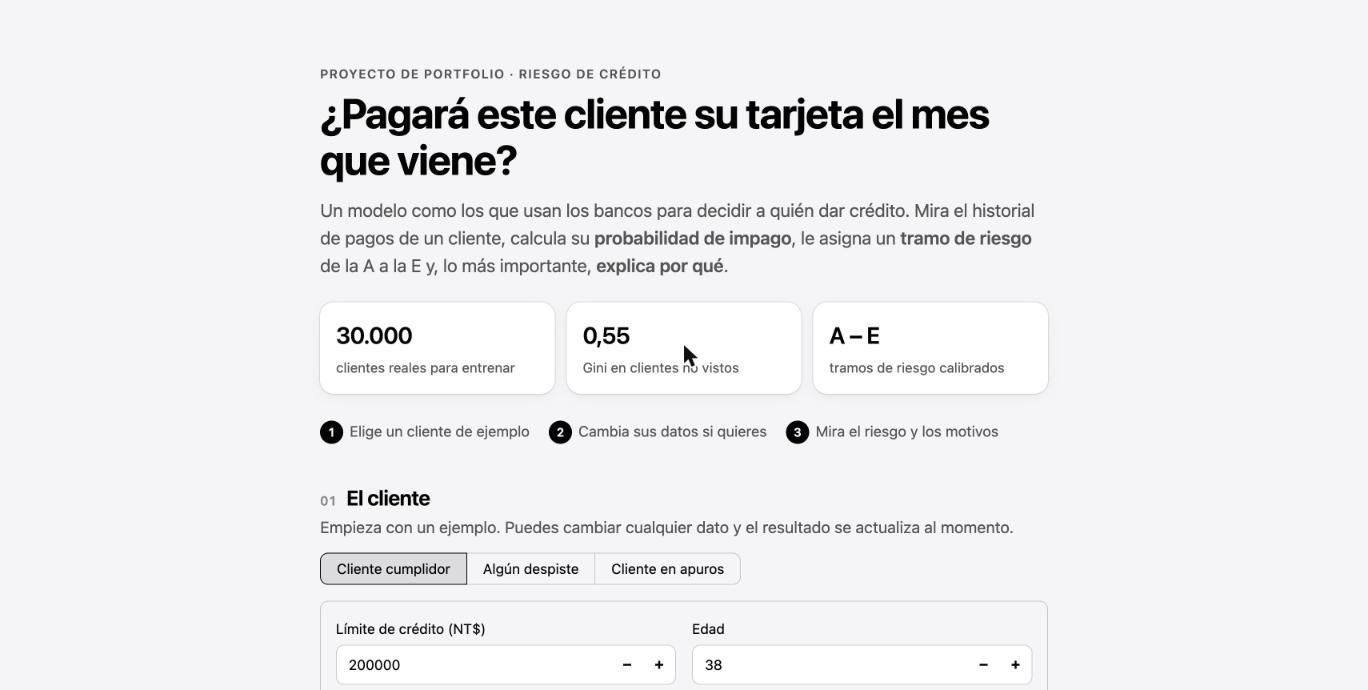 PROYECTO DE PORTFOLIO · RIESGO DE CRÉDITO
¿Pagará este cliente su tarjeta el mes
que viene?
Un modelo como los que usan los bancos para decidir a quién dar crédito. Mira el historial
de pagos de un cliente, calcula su probabilidad de impago, le asigna un tramo de riesgo
de la A a la E y, lo más importante, explica por qué.
30.000
clientes reales para entrenar
0,55
Gini en clientes no vistos
A – E
tramos de riesgo calibrados
1 Elige un cliente de ejemplo 2 Cambia sus datos si quieres 3 Mira el riesgo y los motivos
01 El cliente
Empieza con un ejemplo. Puedes cambiar cualquier dato y el resultado se actualiza al momento.
Cliente cumplidor Algún despiste Cliente en apuros
Límite de crédito (NT$) Edad
200000 − + 38 − +